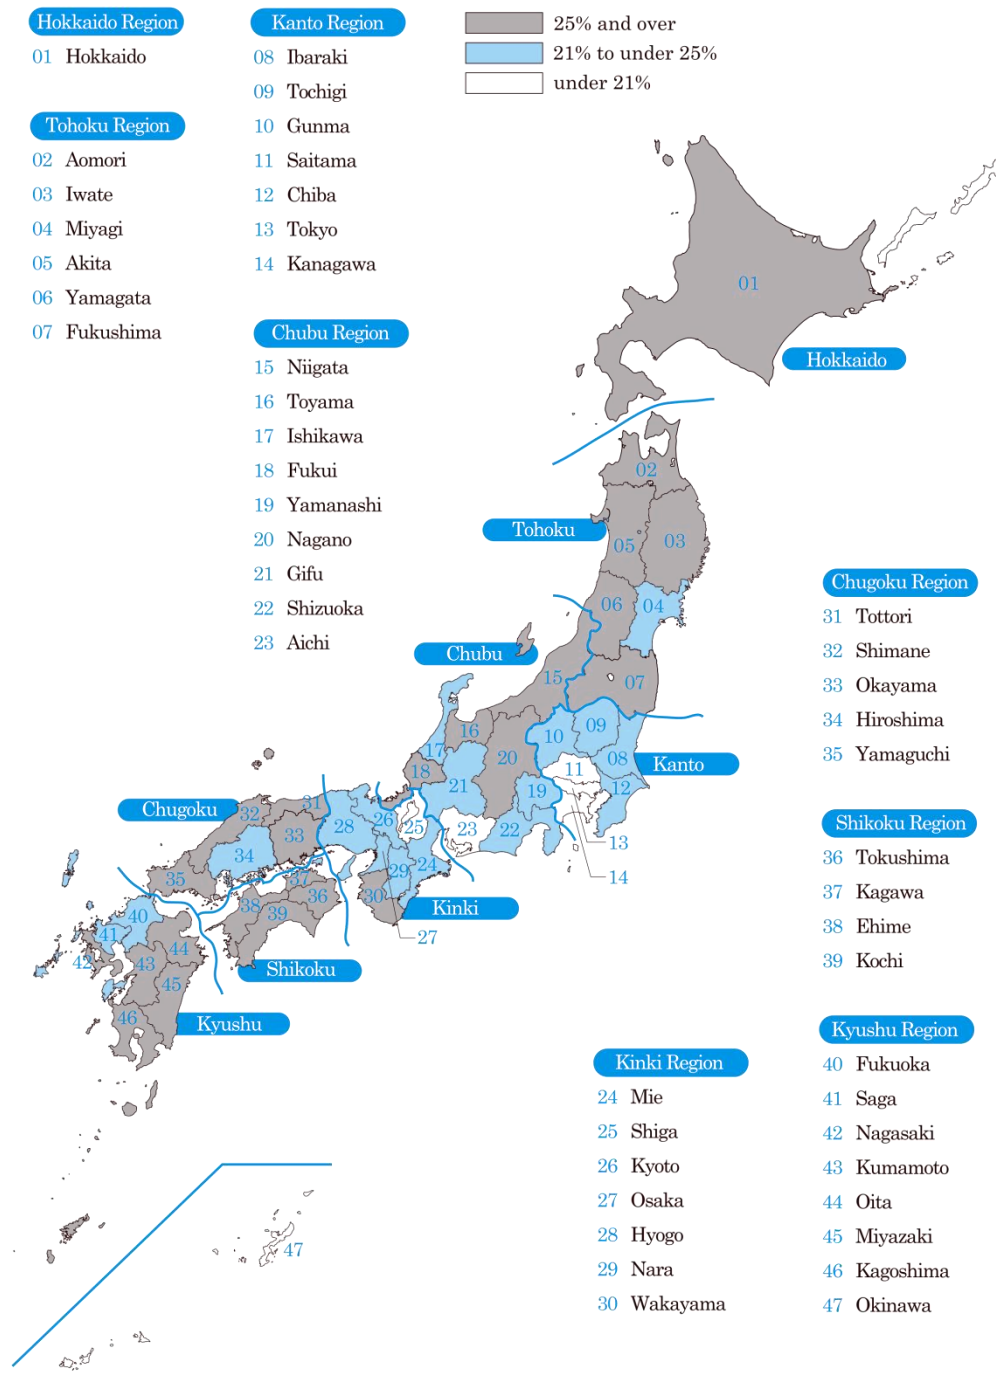 Hokkaido Region
01 Hokkaido
Tohoku Region
02 Aomori
03 Iwate
04 Miyagi
05 Akita
06 Yamagata
07 Fukushima
Kanto Region
08 Ibaraki
09 Tochigi
10 Gunma
11 Saitama
12 Chiba
13 Tokyo
14 Kanagawa
Chubu Region
15 Niigata
16 Toyama
17 Ishikawa
18 Fukui
19 Yamanashi
20 Nagano
21 Gifu
22 Shizuoka
23 Aichi
25% and over
21% to under 25%
under 21%
01
Hokkaido
02
Tohoku
05
03
06
04
Chubu
15
07
16
17
18
20
10
09
08
Kanto
11
21
19
12
Chugoku
31
32
33
28
26
25
23
22
13
34
35
37
36
38
39
24
29
30
14
Kinki
27
40
41
42
43
44
45
46
Shikoku
Kyushu
47
Chugoku Region
31 Tottori
32 Shimane
33 Okayama
34 Hiroshima
35 Yamaguchi
Shikoku Region
36 Tokushima
37 Kagawa
38 Ehime
39 Kochi
Kinki Region
24 Mie
25 Shiga
26 Kyoto
27 Osaka
28 Hyogo
29 Nara
30 Wakayama
Kyushu Region
40 Fukuoka
41 Saga
42 Nagasaki
43 Kumamoto
44 Oita
45 Miyazaki
46 Kagoshima
47 Okinawa